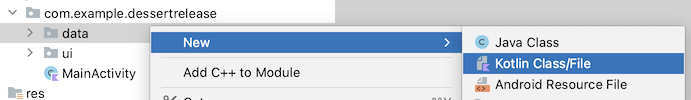 com.example.dessertrelease
data
ui
MainActivity
res
New
Add C++ to Module
Java Class
Kotlin Class/File
Android Resource File